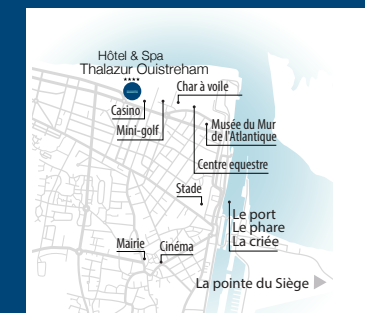 Hôtel & Spa
Thalazur Ouistreham
Char à voile
Casino
Mini-golf
Musée du Mur
de l'Atlantique
Centre equestre
Stade
Le port
Le phare
La criée
Mairie
Cinéma
La pointe du Siège